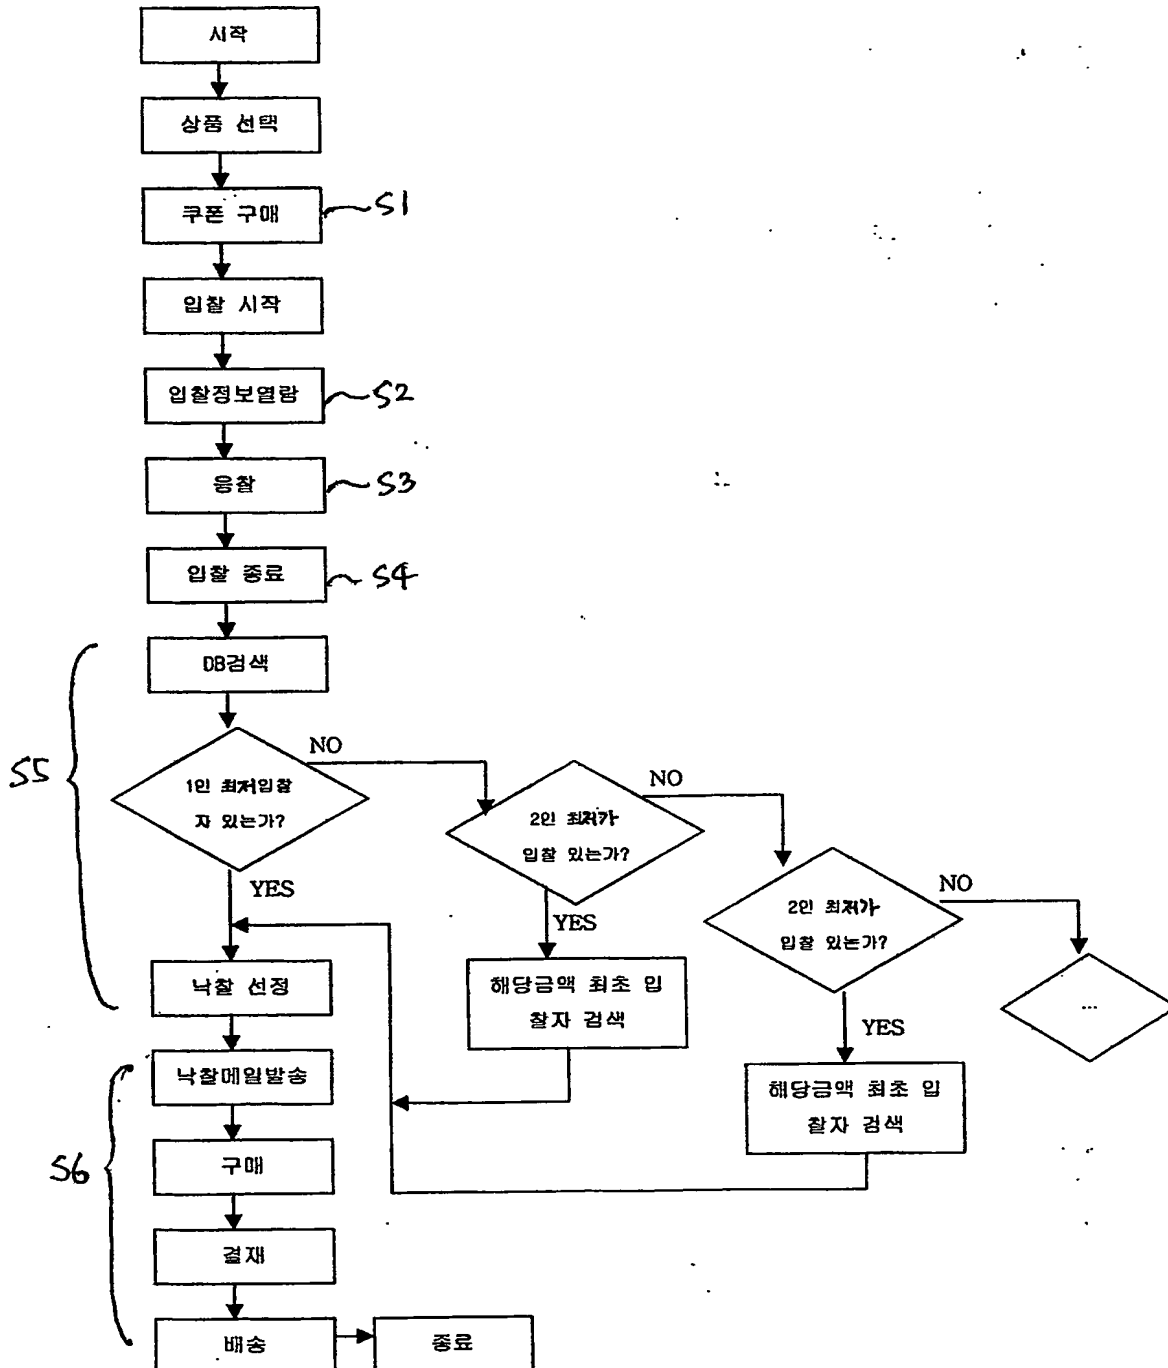 시작
상품 선택
쿠폰 구매
S1
입찰 시작
입찰정보열람
S2
응찰
S3
입찰 종료
S4
DB검색
S5
1인 최저입찰
자 있는가?
NO
YES
2인 최저가
입찰 있는가?
NO
YES
2인 최저가
입찰 있는가?
NO
YES
...
낙찰 선정
해당금액 최초 입
찰자 검색
해당금액 최초 입
찰자 검색
S6
낙찰메일발송
구매
결재
배송
종료